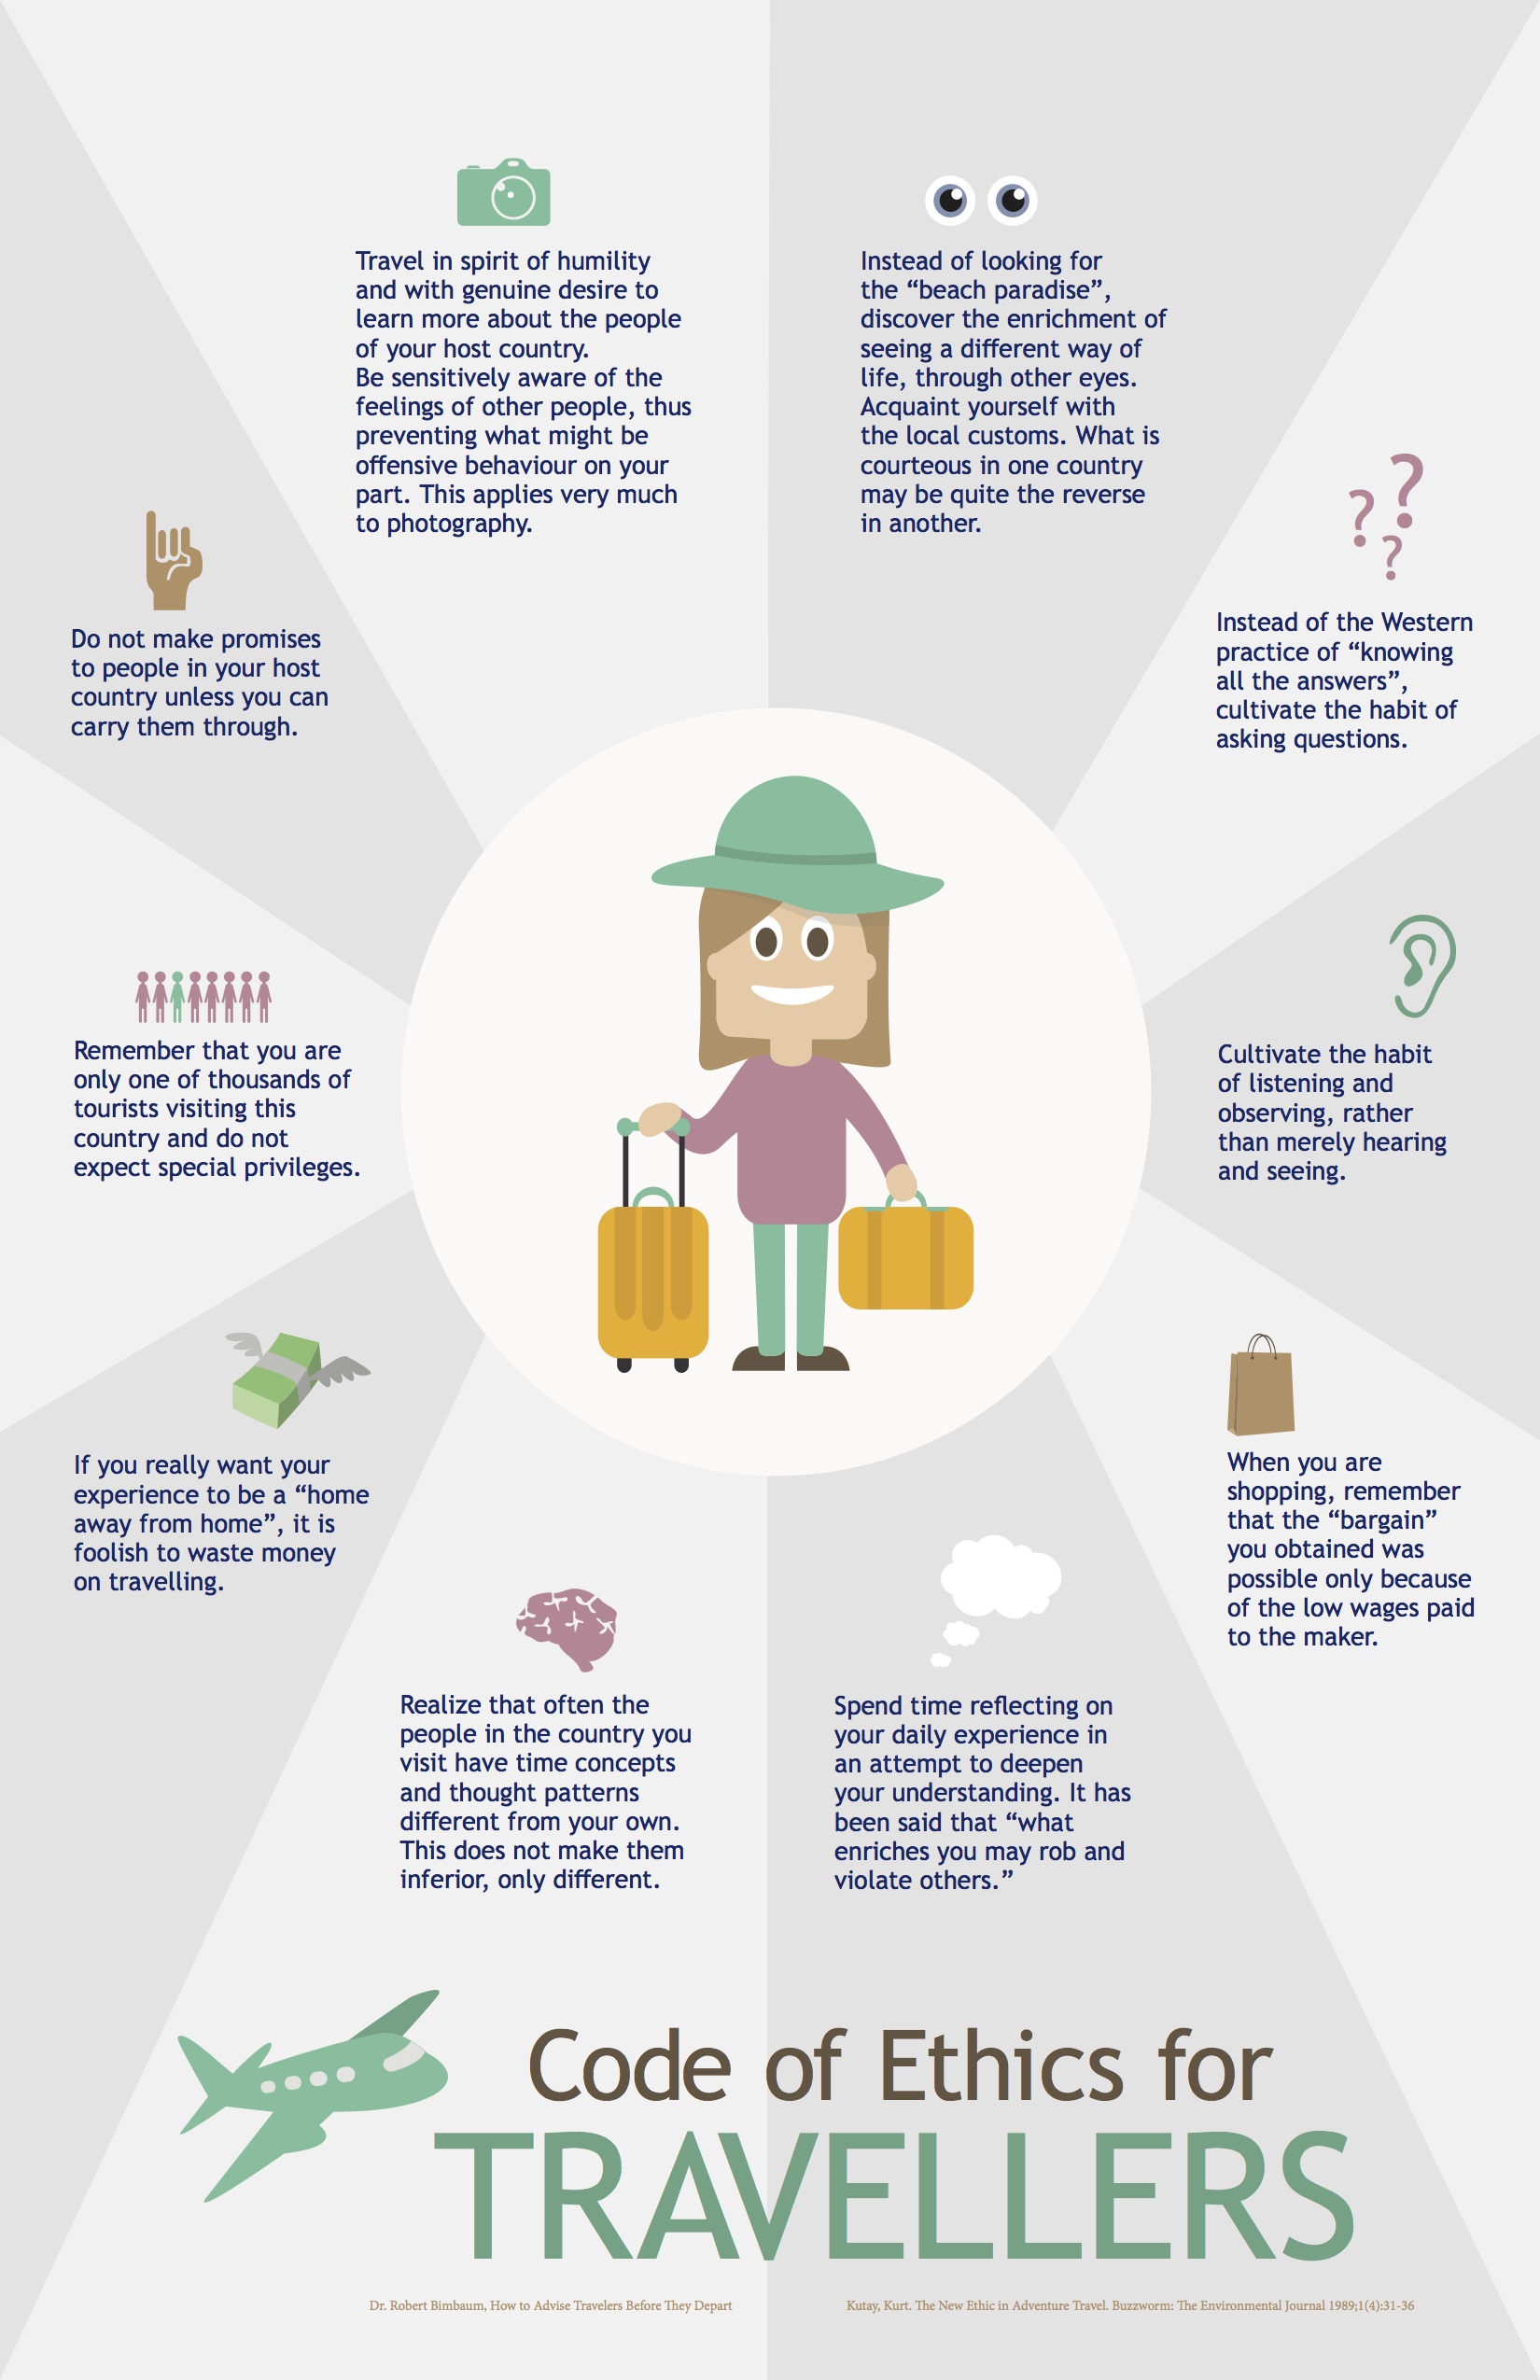 Travel in spirit of humility
and with genuine desire to
learn more about the people
of your host country.
Be sensitively aware of the
feelings of other people, thus
preventing what might be
offensive behaviour on your
part. This applies very much
to photography.
Instead of looking for
the “beach paradise”,
discover the enrichment of
seeing a different way of
life, through other eyes.
Acquaint yourself with
the local customs. What is
courteous in one country
may be quite the reverse
in another.
Do not make promises
to people in your host
country unless you can
carry them through.
? ? ?
Instead of the Western
practice of “knowing
all the answers”,
cultivate the habit of
asking questions.
Remember that you are
only one of thousands of
tourists visiting this
country and do not
expect special privileges.
Cultivate the habit
of listening and
observing, rather
than merely hearing
and seeing.
If you really want your
experience to be a “home
away from home”, it is
foolish to waste money
on travelling.
When you are
shopping, remember
that the “bargain”
you obtained was
possible only because
of the low wages paid
to the maker.
Realize that often the
people in the country you
visit have time concepts
and thought patterns
different from your own.
This does not make them
inferior, only different.
Spend time reflecting on
your daily experience in
an attempt to deepen
your understanding. It has
been said that “what
enriches you may rob and
violate others.”
Code of Ethics for
TRAVELLERS
Dr. Robert Bimbaum, How to Advise Travelers Before They Depart
Kutay, Kurt. The New Ethic in Adventure Travel. Buzzworm: The Environmental Journal 1989;1(4):31-36